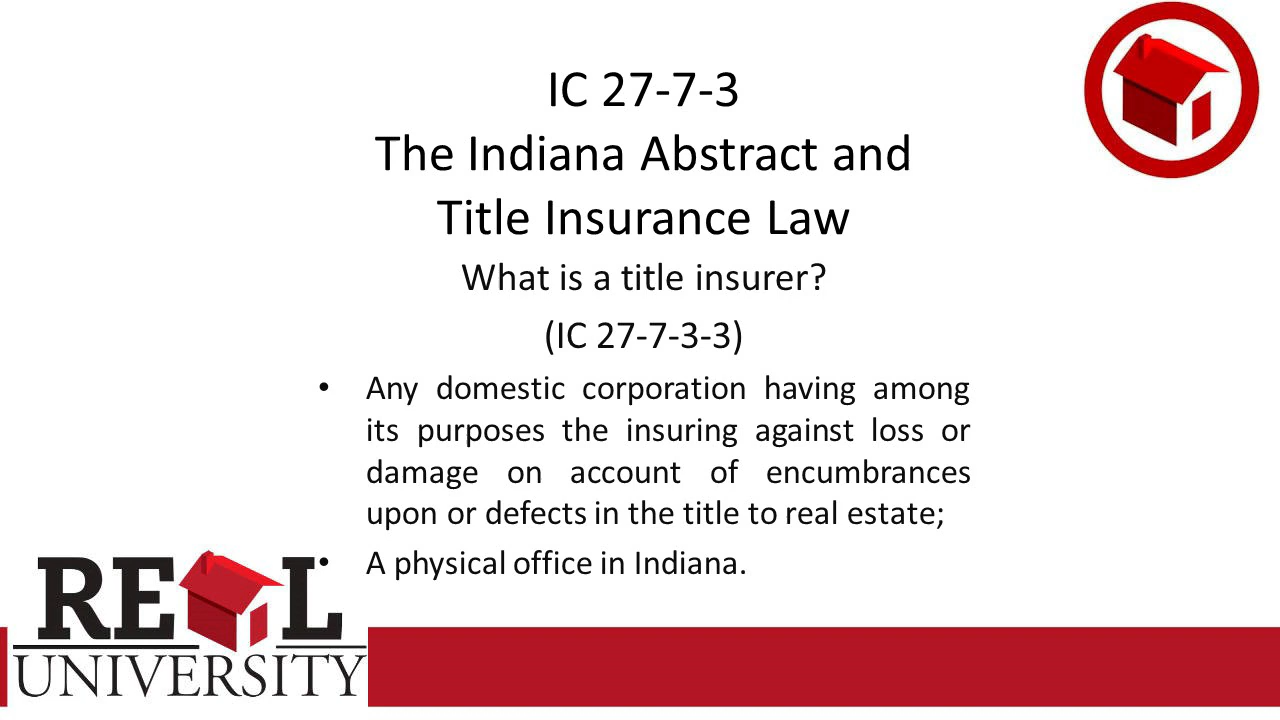 IC 27-7-3
The Indiana Abstract and
Title Insurance Law
What is a title insurer?
(IC 27-7-3-3)
• Any domestic corporation having among
its purposes the insuring against loss or
damage on account of encumbrances
upon or defects in the title to real estate;
• A physical office in Indiana.
REAL
UNIVERSITY